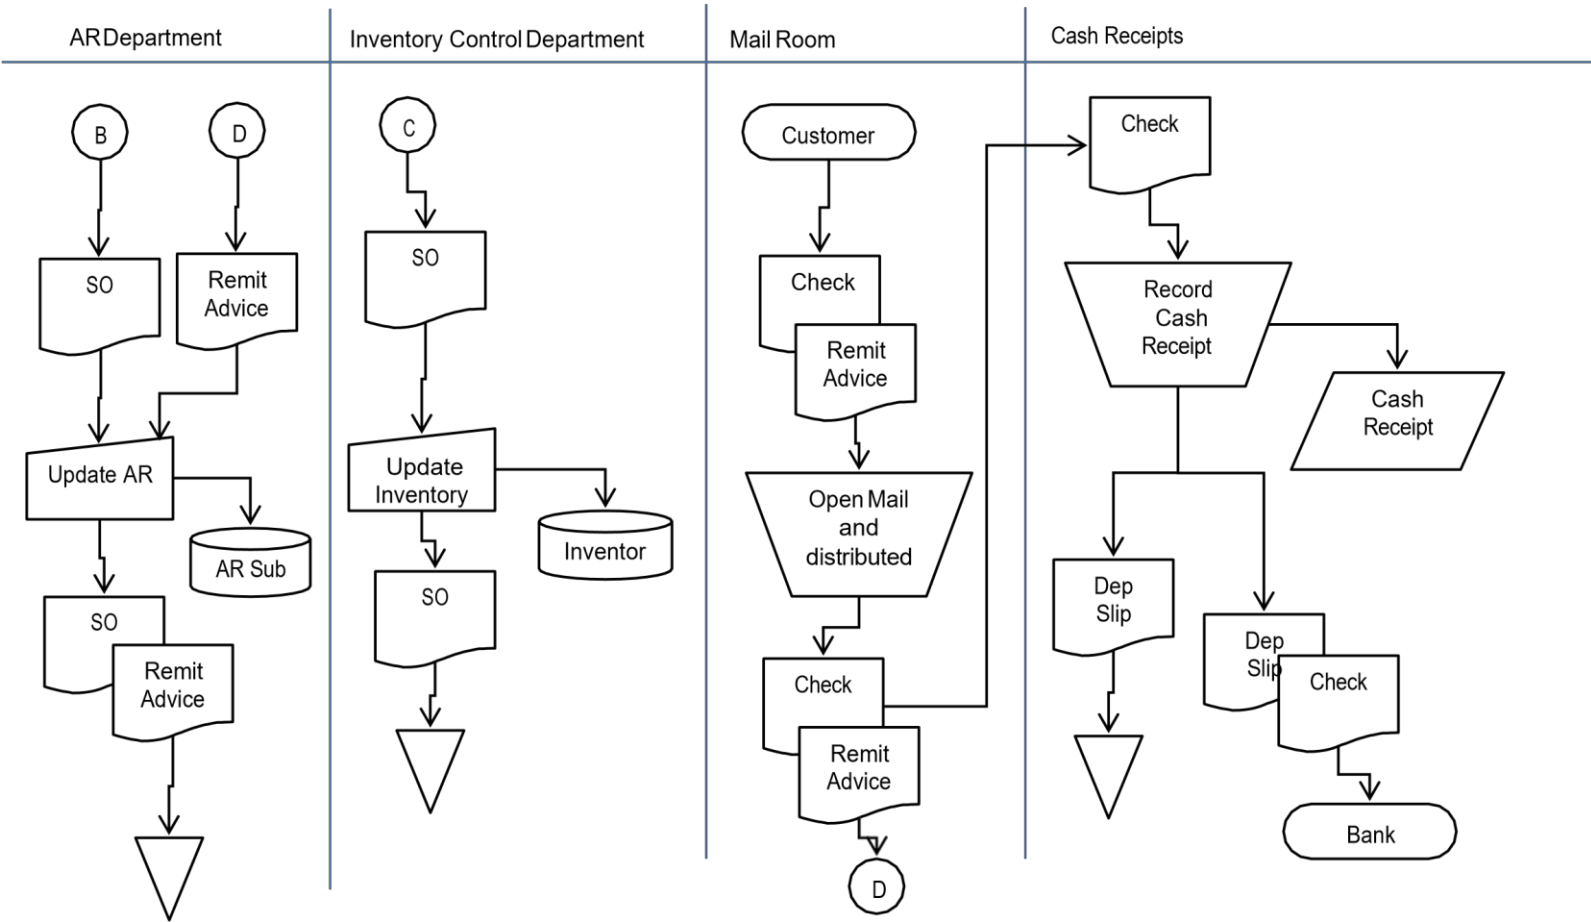 AR Department
Inventory Control Department
Mail Room
Cash Receipts
B
D
SO
Remit
Advice
Update AR
AR Sub
SO
Remit
Advice
C
SO
Update
Inventory
Inventor
SO
Customer
Check
Remit
Advice
Open Mail
and
distributed
Check
Remit
Advice
D
Check
Record
Cash
Receipt
Cash
Receipt
Dep
Slip
Dep
Slip
Check
Bank